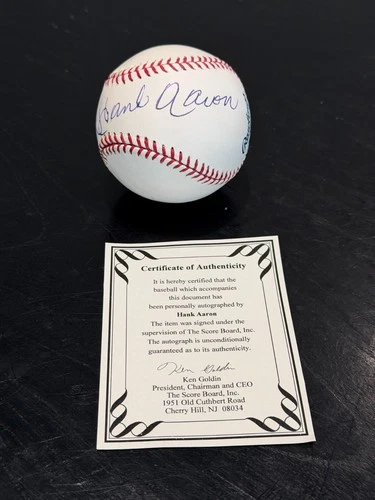 Hank Aaron
Certificate of Authenticity
It is hereby certified that the
baseball which accompanies
this document has
been personally autographed by
Hank Aaron
The item was signed under the
supervision of The Score Board, Inc.
The autograph is unconditionally
guaranteed as to its authenticity.
Ken Goldin
Ken Goldin
President, Chairman and CEO
The Score Board, Inc.
1951 Old Cuthbert Road
Cherry Hill, NJ 08034